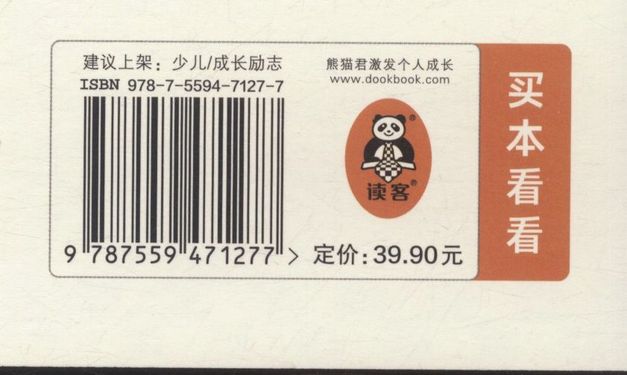 建议上架：少儿/成长励志
ISBN 978-7-5594-7127-7
9 787559 471277 >
熊猫君激发个人成长
www.dookbook.com
读客®
定价：39.90元
买本看看